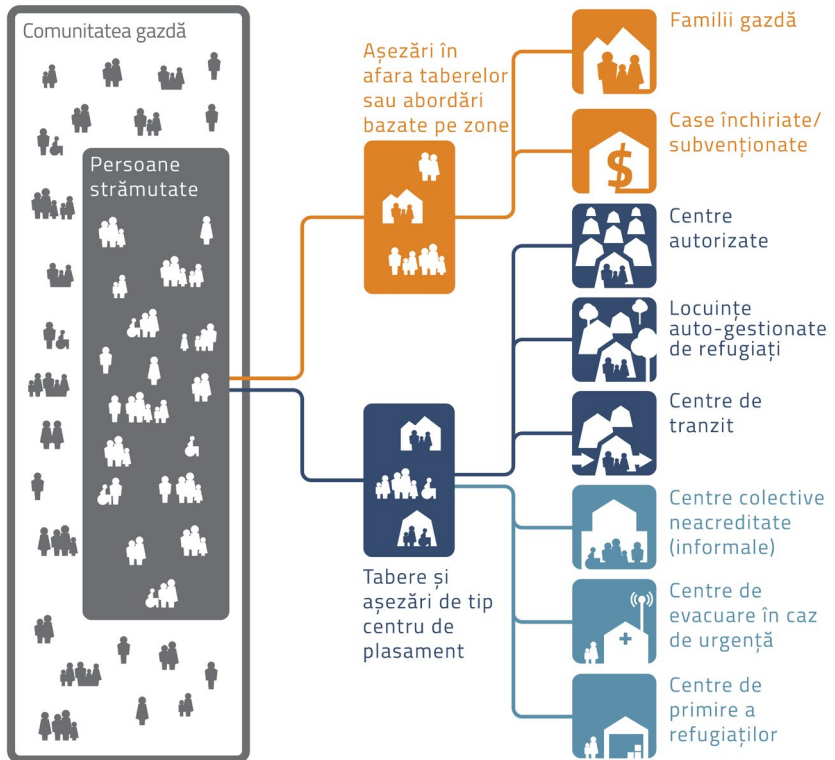 Comunitatea gazdă
Persoane
strămutate
Așezări în
afara taberelor
sau abordări
bazate pe zone
Tabere și
așezări de tip
centru de
plasament
Familii gazdă
Case închiriate/
subvenționate
$
Centre
autorizate
Locuințe
auto-gestionate
de refugiați
Centre de
tranzit
Centre colective
neacreditate
(informale)
Centre de
evacuare în caz
de urgență
Centre de
primire a
refugiaților